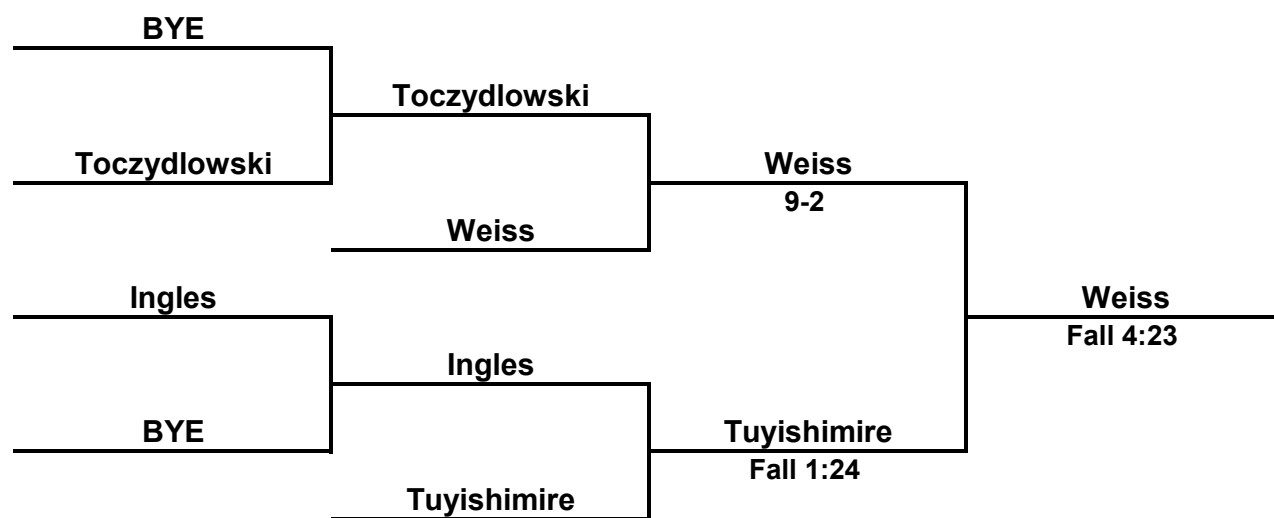 BYE
Toczydlowski
Toczydlowski
Weiss
9-2
Weiss
Ingles
Weiss
Fall 4:23
Ingles
BYE
Tuyishimire
Fall 1:24
Tuyishimire